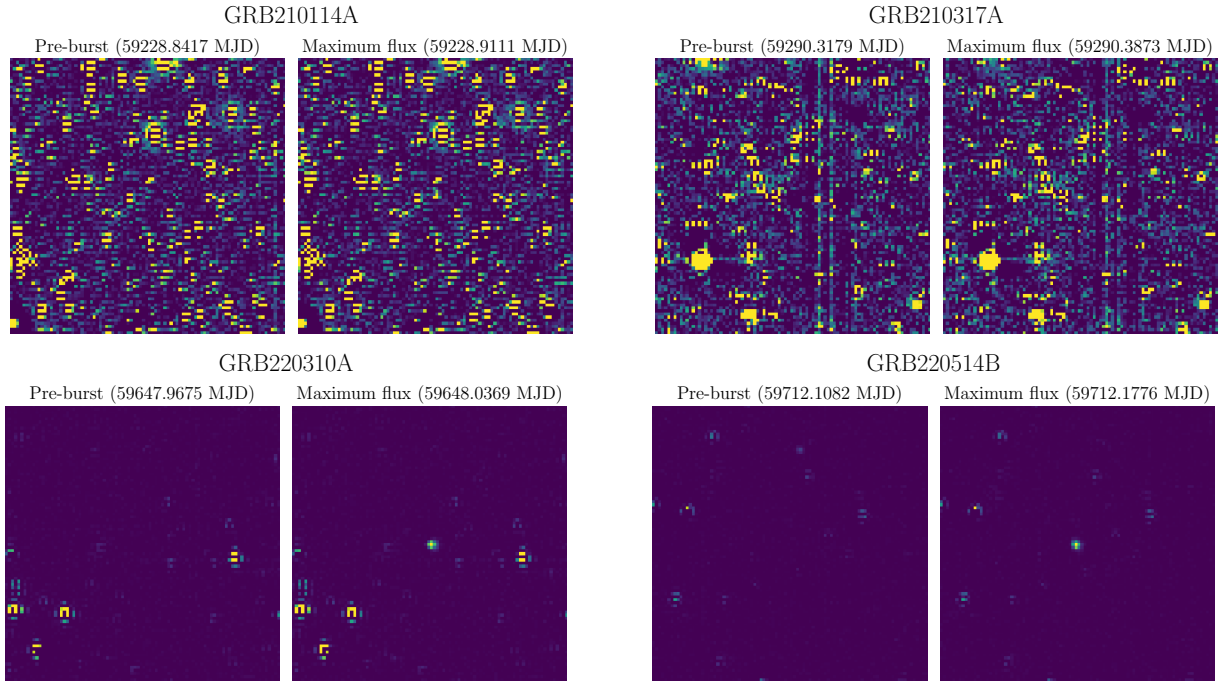 GRB210114A
Pre-burst (59228.8417 MJD)
Maximum flux (59228.9111 MJD)
GRB210317A
Pre-burst (59290.3179 MJD)
Maximum flux (59290.3873 MJD)
GRB220310A
Pre-burst (59647.9675 MJD)
Maximum flux (59648.0369 MJD)
GRB220514B
Pre-burst (59712.1082 MJD)
Maximum flux (59712.1776 MJD)